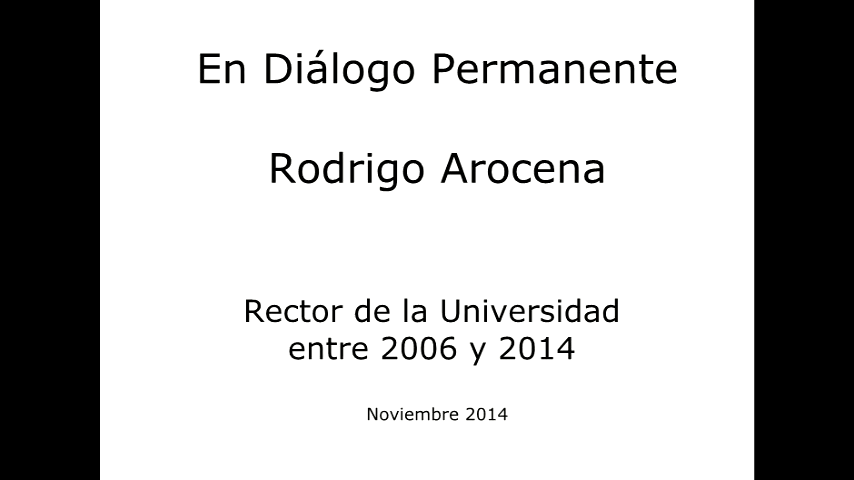 En Diálogo Permanente
Rodrigo Arocena
Rector de la Universidad
entre 2006 y 2014
Noviembre 2014